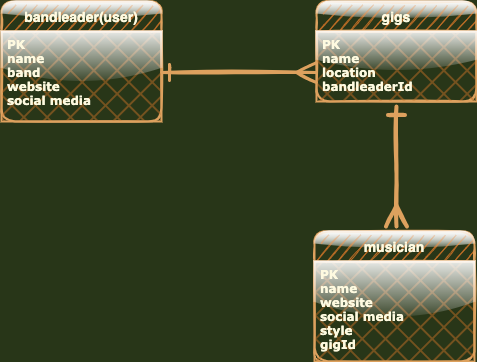 bandleader(user)
PK
name
band
website
social media
gigs
PK
name
location
bandleaderId
musician
PK
name
website
social media
style
gigId